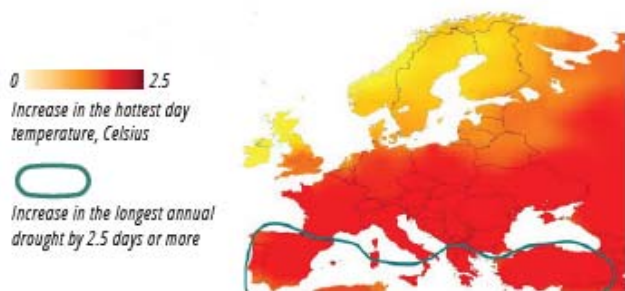 0 2.5
Increase in the hottest day
temperature, Celsius
Increase in the longest annual
drought by 2.5 days or more